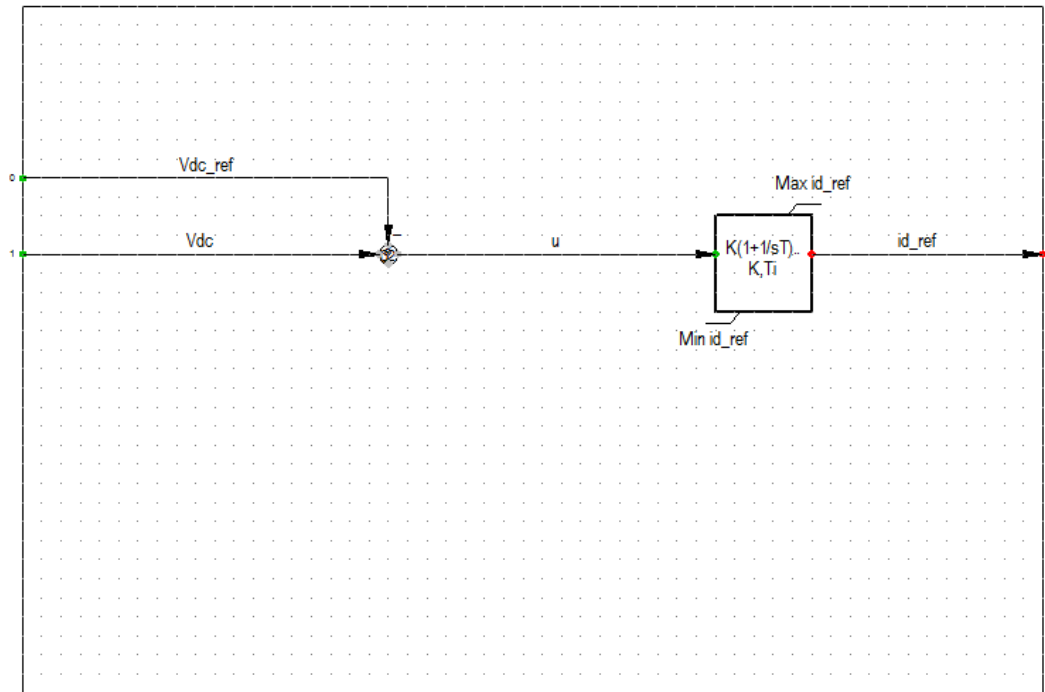 Vdc_ref
0
Max id_ref
Vdc
u
id_ref
1
K(1+1/sT)..
K,Ti
Min id_ref